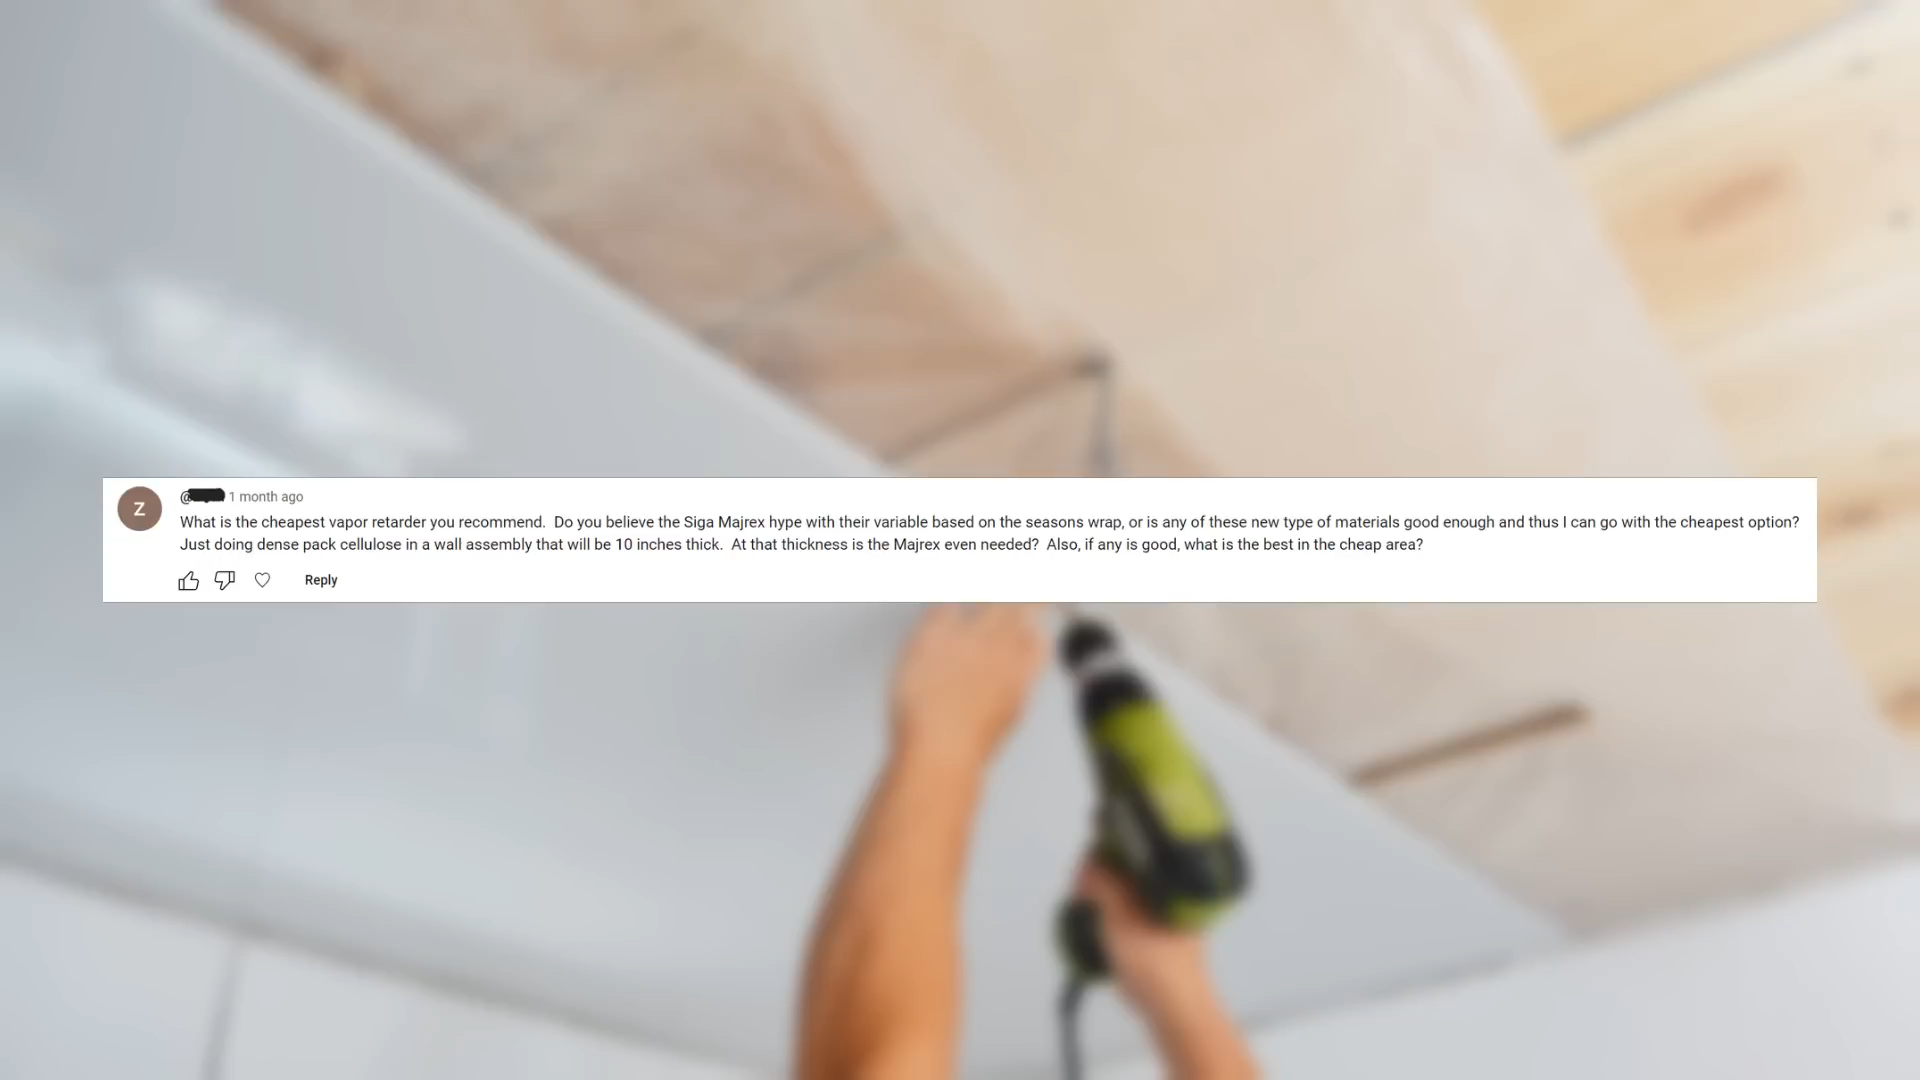 Z
@ 1 month ago
What is the cheapest vapor retarder you recommend.  Do you believe the Siga Majrex hype with their variable based on the seasons wrap, or is any of these new type of materials good enough and thus I can go with the cheapest option?
Just doing dense pack cellulose in a wall assembly that will be 10 inches thick.  At that thickness is the Majrex even needed?  Also, if any is good, what is the best in the cheap area?
Reply